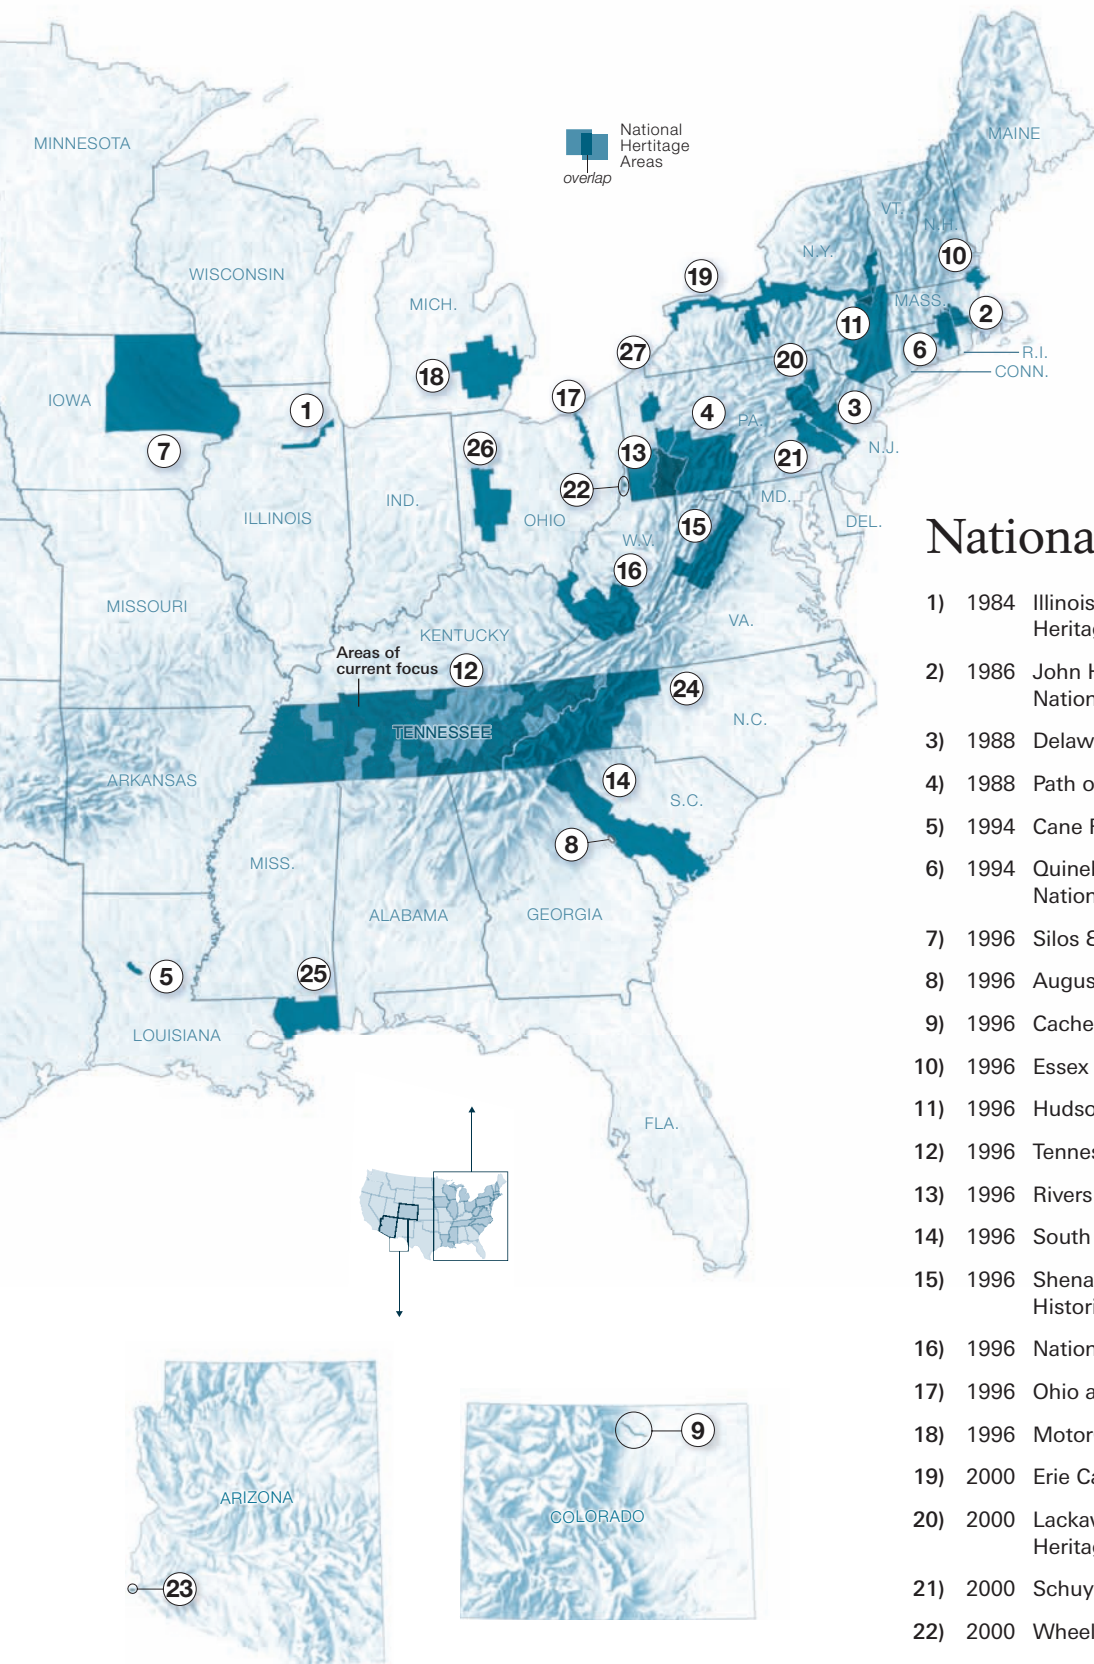 MINNESOTA
National
Hertitage
Areas
overlap
MAINE
VT.
N.H.
N.Y.
10
WISCONSIN
19
MASS.
MICH.
2
11
6
27
20
R.I.
CONN.
18
IOWA
17
1
4
3
PA.
7
26
13
N.J.
21
22
IND.
MD.
ILLINOIS
OHIO
15
DEL.
W.V.
16
MISSOURI
VA.
KENTUCKY
Areas of
current focus
12
24
N.C.
TENNESSEE
ARKANSAS
14
S.C.
8
MISS.
ALABAMA
GEORGIA
5
25
LOUISIANA
FLA.
9
ARIZONA
COLORADO
23
Nationa
1) 1984 Illinois
Heritag
2) 1986 John H
Nation
3) 1988 Delaw
4) 1988 Path o
5) 1994 Cane R
6) 1994 Quinel
Nation
7) 1996 Silos &
8) 1996 Augus
9) 1996 Cache
10) 1996 Essex
11) 1996 Hudso
12) 1996 Tennes
13) 1996 Rivers
14) 1996 South
15) 1996 Shena
Histori
16) 1996 Nation
17) 1996 Ohio a
18) 1996 Motor
19) 2000 Erie Ca
20) 2000 Lackaw
Heritag
21) 2000 Schuy
22) 2000 Wheel